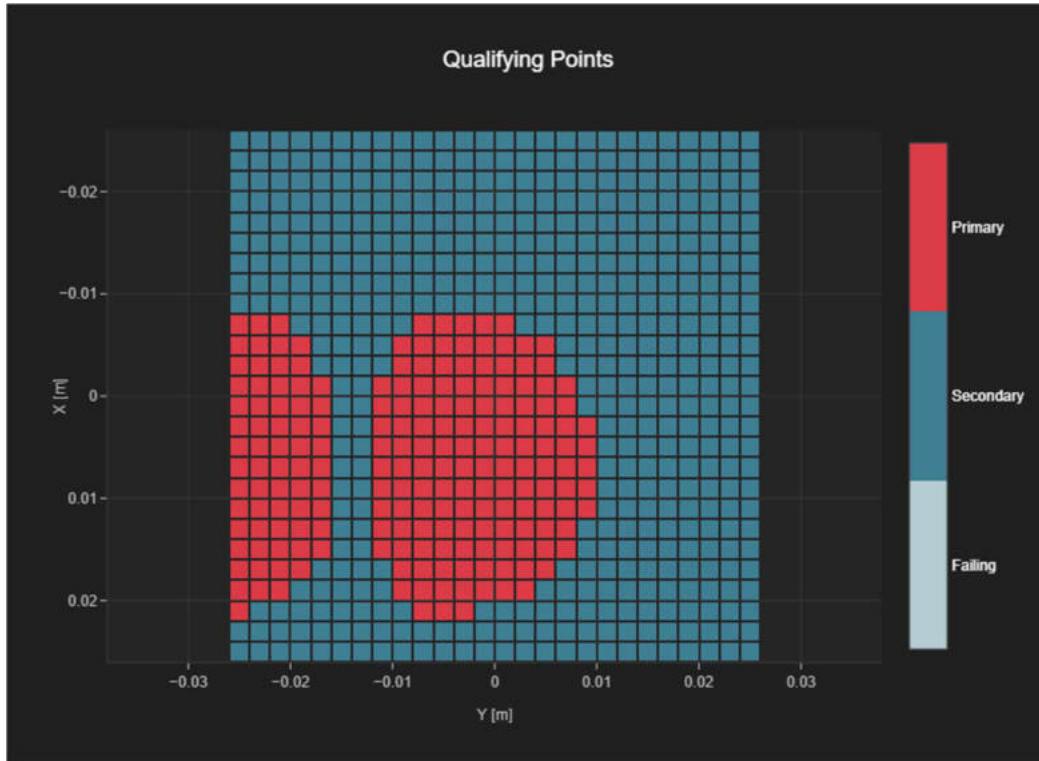 Qualifying Points
−0.02
−0.01
0
0.01
0.02
X [m]
−0.03
−0.02
−0.01
0
0.01
0.02
0.03
Y [m]
Primary
Secondary
Failing